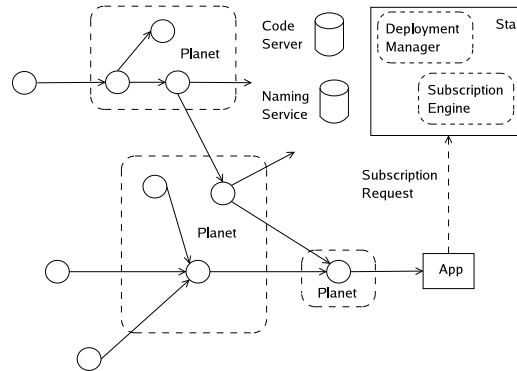 Code
Server
Planet
Deployment
Manager
Sta
Naming
Service
Subscription
Engine
Subscription
Request
Planet
App
Planet